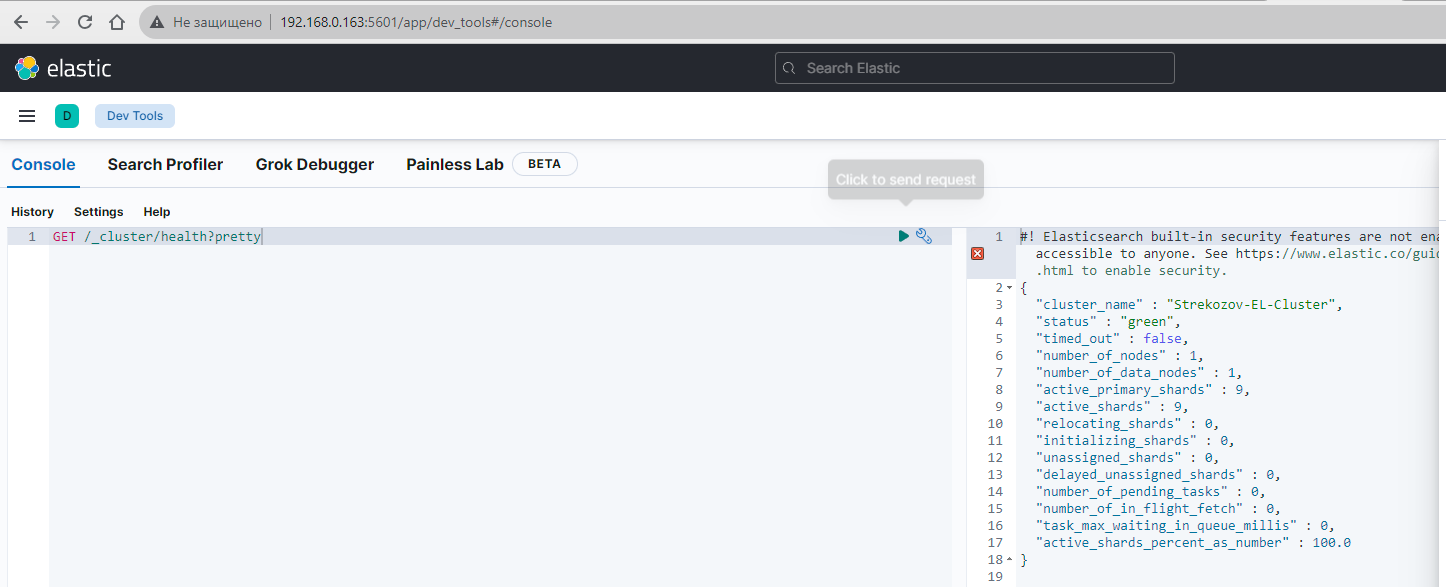 Не защищено 192.168.0.163:5601/app/dev_tools#/console
elastic
Search Elastic
D Dev Tools
Console Search Profiler Grok Debugger Painless Lab BETA
Click to send request
History Settings Help
1 GET /_cluster/health?pretty
1 #! Elasticsearch built-in security features are not
accessible to anyone. See https://www.elastic.co/
.html to enable security.
2 {
3 "cluster_name" : "Strekozov-EL-Cluster",
4 "status" : "green",
5 "timed_out" : false,
6 "number_of_nodes" : 1,
7 "number_of_data_nodes" : 1,
8 "active_primary_shards" : 9,
9 "active_shards" : 9,
10 "relocating_shards" : 0,
11 "initializing_shards" : 0,
12 "unassigned_shards" : 0,
13 "delayed_unassigned_shards" : 0,
14 "number_of_pending_tasks" : 0,
15 "number_of_in_flight_fetch" : 0,
16 "task_max_waiting_in_queue_millis" : 0,
17 "active_shards_percent_as_number" : 100.0
18 }
19